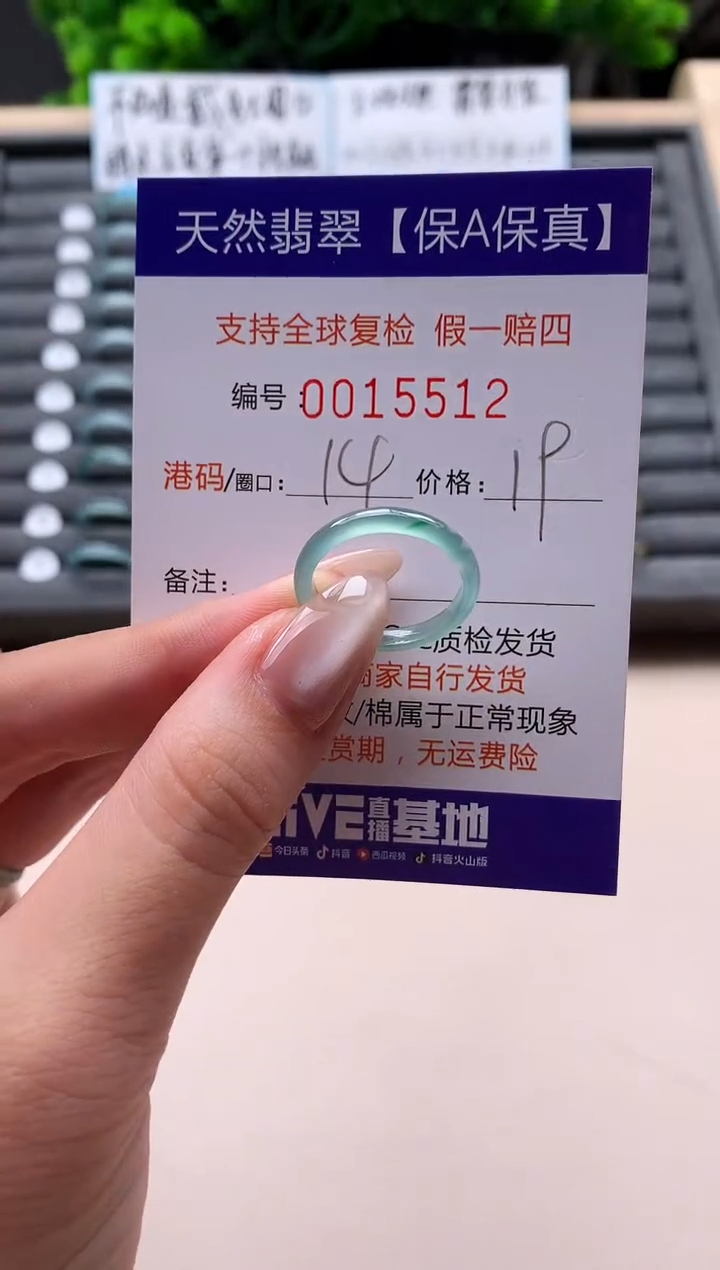 天然翡翠【保A保真】
支持全球复检 假一赔四
编号:0015512
港码/圈口: 14 价格: 1P
备注:
质检发货
家自行发货
/棉属于正常现象
赏期，无运费险
iVE直播基地
今日头条 抖音 西瓜视频 抖音火山版